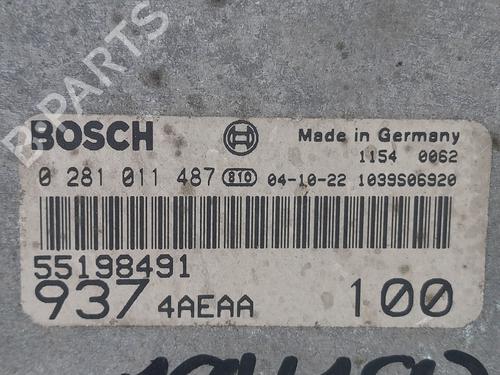 B-PARTS
BOSCH Made in Germany
1154 0062
0 281 011 487 810 04-10-22 1039S06920
55198491
937 4AEAA 100